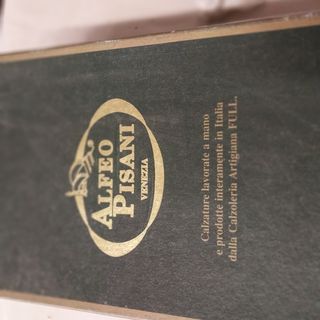 ALFEO
PISANI
VENEZIA
Calzature lavorate a mano
e prodotte interamente in Italia
dalla Calzoleria Artigiana FULL.